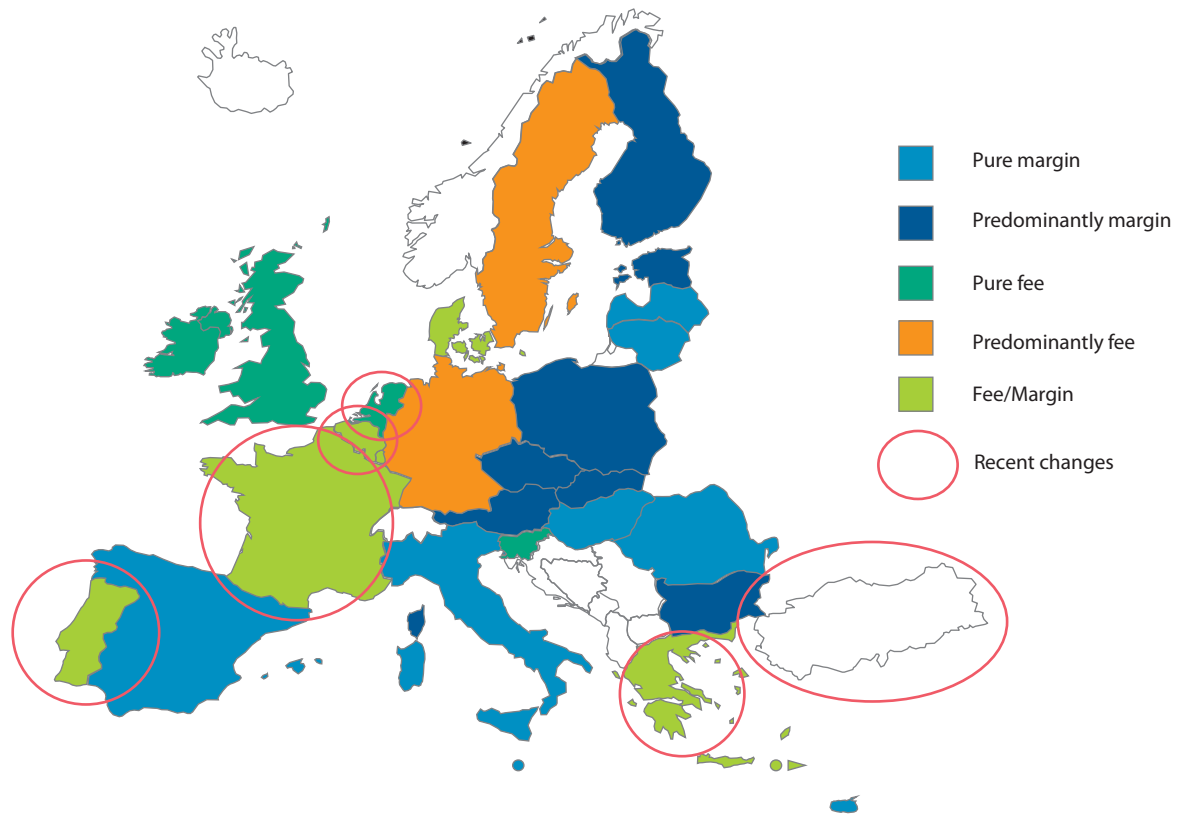 Pure margin
Predominantly margin
Pure fee
Predominantly fee
Fee/Margin
Recent changes